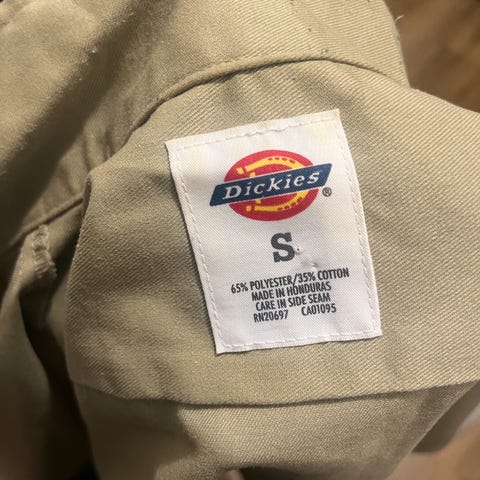 Dickies ®
S
65% POLYESTER/35% COTTON
MADE IN HONDURAS
CARE IN SIDE SEAM
RN20697 CA01095